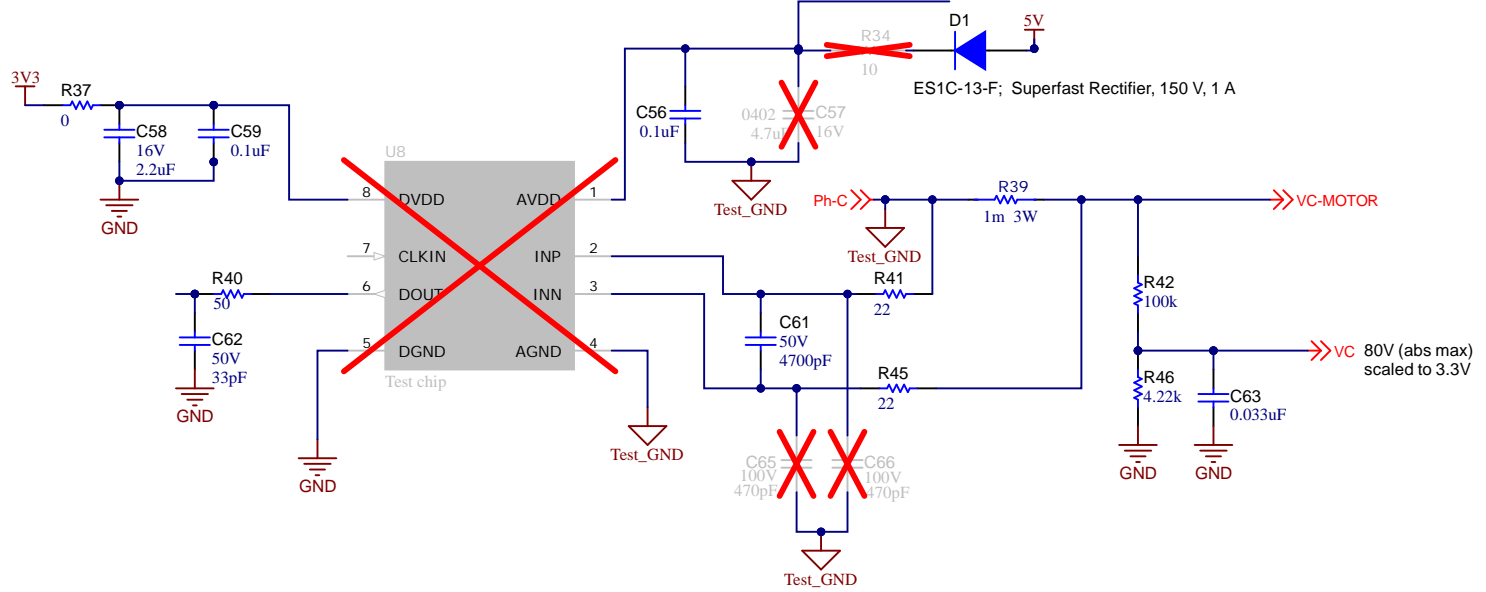 D1
5V
R34
10
ES1C-13-F; Superfast Rectifier, 150 V, 1 A
3V3
R37
0
C58
16V
2.2uF
C59
0.1uF
GND
C56
0.1uF
0402
4.7u
C57
16V
Test_GND
U8
8
DVDD
AVDD
1
7
CLKIN
INP
2
6
DOUT
INN
3
5
DGND
AGND
4
Test chip
R40
50
C62
50V
33pF
GND
GND
Test_GND
Ph-C
Test_GND
R39
1m 3W
VC-MOTOR
R41
22
C61
50V
4700pF
R45
22
R42
100k
VC
80V (abs max)
scaled to 3.3V
R46
4.22k
C63
0.033uF
GND
GND
C65
100V
470pF
C66
100V
470pF
Test_GND